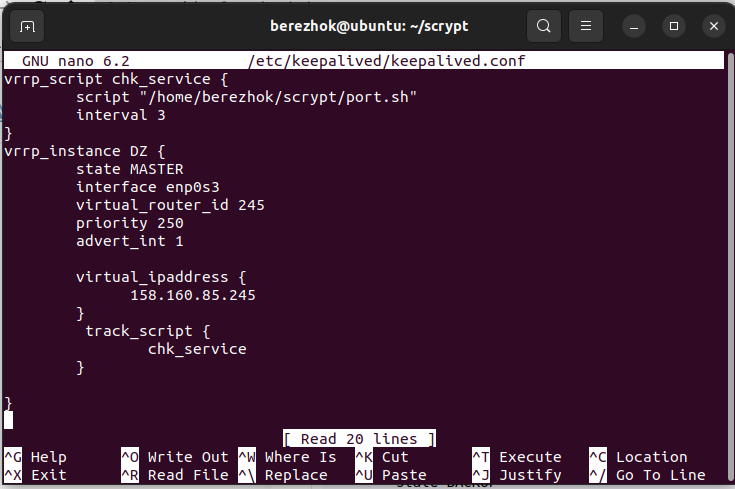 berezhok@ubuntu: ~/scrypt
GNU nano 6.2 /etc/keepalived/keepalived.conf
vrrp_script chk_service {
script "/home/berezhok/scrypt/port.sh"
interval 3
}
vrrp_instance DZ {
state MASTER
interface enp0s3
virtual_router_id 245
priority 250
advert_int 1
virtual_ipaddress {
158.160.85.245
}
track_script {
chk_service
}
}
[ Read 20 lines ]
^G Help ^O Write Out ^W Where Is ^K Cut ^T Execute ^C Location
^X Exit ^R Read File ^\ Replace ^U Paste ^J Justify ^/ Go To Line